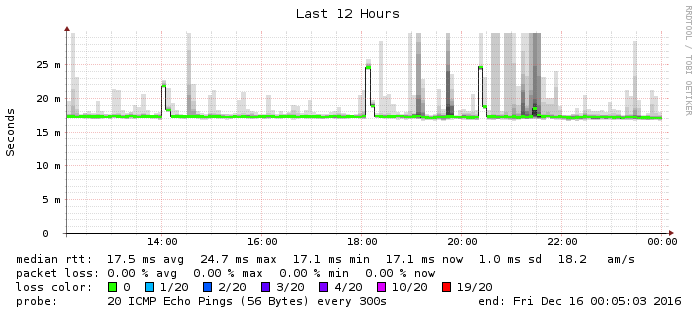 Last 12 Hours
RRDTOOL / TOBI OETIKER
Seconds
25 m
20 m
15 m
10 m
5 m
0
14:00 16:00 18:00 20:00 22:00 00:00
median rtt: 17.5 ms avg 24.7 ms max 17.1 ms min 17.1 ms now 1.0 ms sd 18.2 am/s
packet loss: 0.00 % avg 0.00 % max 0.00 % min 0.00 % now
loss color: 0 1/20 2/20 3/20 4/20 10/20 19/20
probe: 20 ICMP Echo Pings (56 Bytes) every 300s end: Fri Dec 16 00:05:03 2016